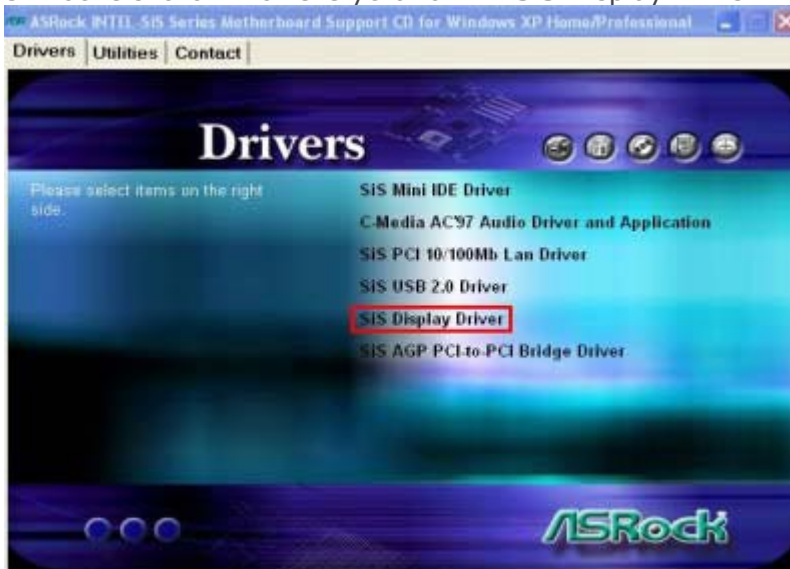 ASRock INTEL-SIS Series Motherboard Support CD for Windows XP Home/Professional
Drivers Utilities Contact
Drivers
Please select items on the right
side.
SiS Mini IDE Driver
C-Media AC'97 Audio Driver and Application
SiS PCI 10/100Mb Lan Driver
SiS USB 2.0 Driver
SiS Display Driver
SiS AGP PCI-to-PCI Bridge Driver
ASRock